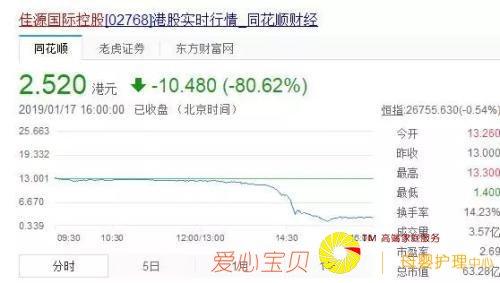 佳源国际控股[02768]港股实时行情_同花顺财经
同花顺 老虎证券 东方财富网
2.520 港元 -10.480 (-80.62%)
2019/01/17 16:00:00 已收盘 (北京时间)
恒指:26755.630(-0.54%)
25.663
19.332
13.001
6.670
0.339
09:30 10:30 12:00/13:00 14:30 16:00
今开 13.260
昨收 13.000
最高 13.300
最低 1.400
换手率 14.23%
成交量 3.57亿
市盈率 2.69
总市值 63.28亿
分时 5日 1月
爱心宝贝
TM 高端家庭服务
母婴护理中心